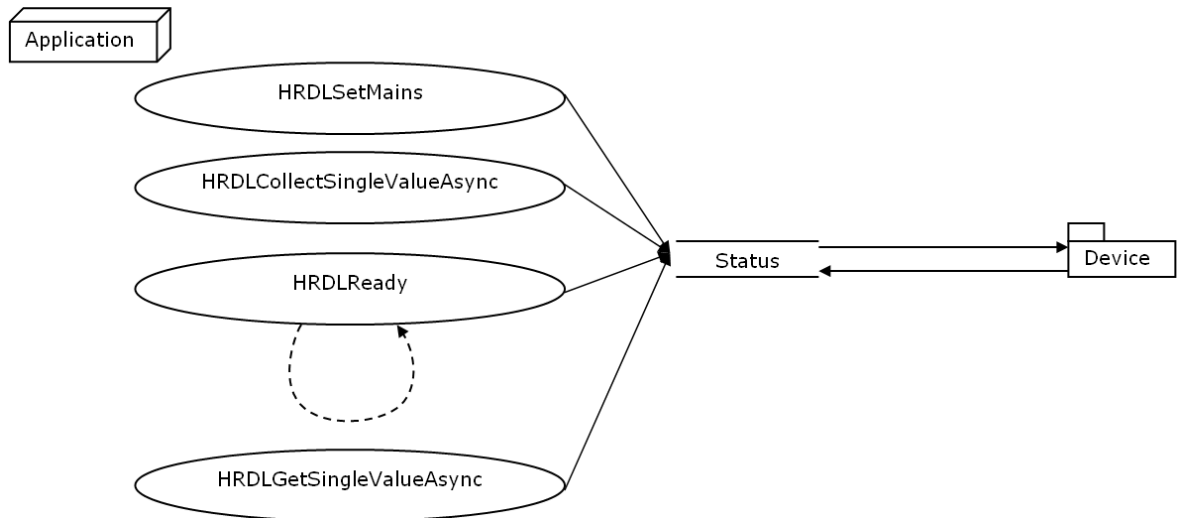 Application
HRDLSetMains
HRDLCollectSingleValueAsync
HRDLReady
Status
Device
HRDLGetSingleValueAsync